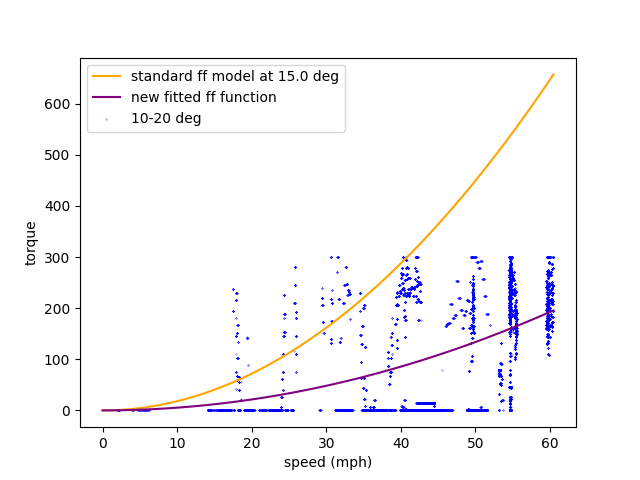 standard ff model at 15.0 deg
new fitted ff function
10-20 deg
600
500
400
300
200
100
0
torque
0 10 20 30 40 50 60
speed (mph)